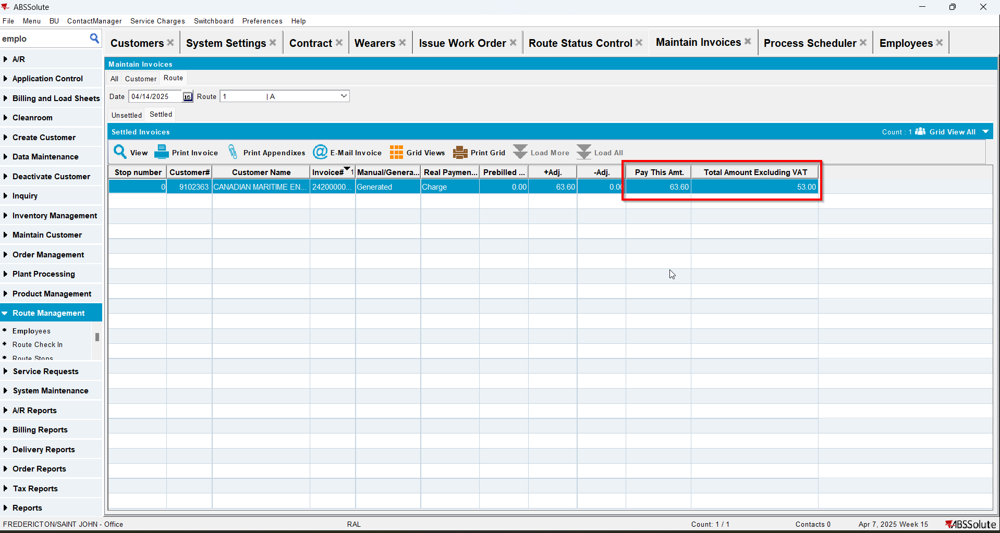 ABSSolute
File Menu BU ContactManager Service Charges Switchboard Preferences Help
emplo
Customers System Settings Contract Wearers Issue Work Order Route Status Control Maintain Invoices Process Scheduler Employees
A/R
Application Control
Billing and Load Sheets
Cleanroom
Create Customer
Data Maintenance
Deactivate Customer
Inquiry
Inventory Management
Maintain Customer
Order Management
Plant Processing
Product Management
Route Management
Employees
Route Check In
Route Stops
Service Requests
System Maintenance
A/R Reports
Billing Reports
Delivery Reports
Order Reports
Tax Reports
Reports
Maintain Invoices
All Customer Route
Date 04/14/2025 16 Route 1 | A
Unsettled Settled
Settled Invoices Count : 1 Grid View All
View Print Invoice Print Appendixes E-Mail Invoice Grid Views Print Grid Load More Load All
Stop number Customer# Customer Name Invoice# 1 Manual/Genera... Real Paymen... Prebilled ... +Adj. -Adj. Pay This Amt. Total Amount Excluding VAT
0 9102363 CANADIAN MARITIME EN... 24200000... Generated Charge 0.00 63.60 0.00 63.60 53.00
FREDERICTON/SAINT JOHN - Office RAL Count: 1 / 1 Contacts 0 Apr 7, 2025 Week 15 ABSSolute